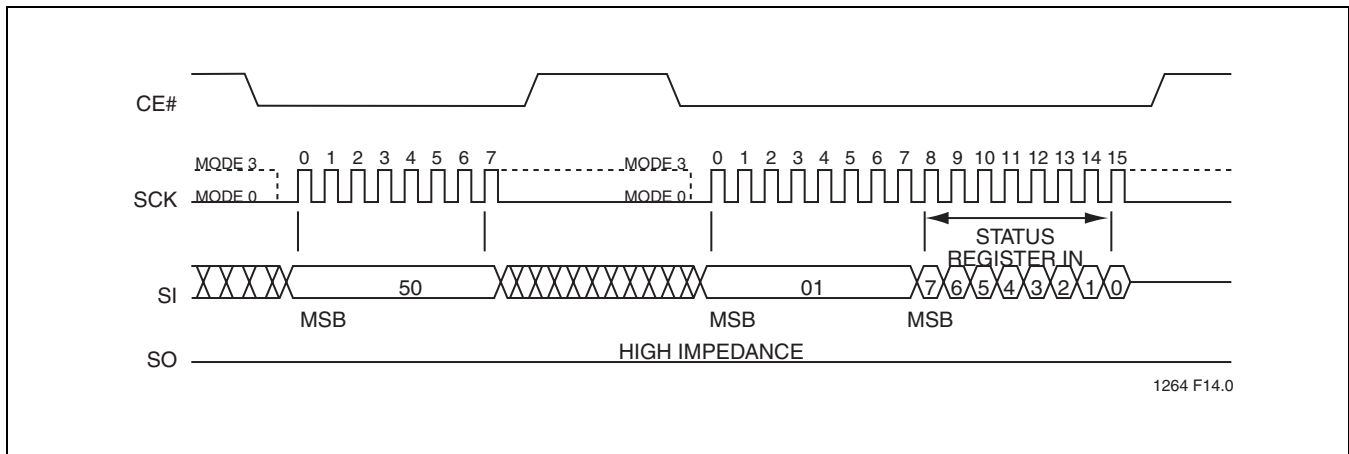 CE#
MODE 3 0 1 2 3 4 5 6 7 MODE 3 0 1 2 3 4 5 6 7 8 9 10 11 12 13 14 15
SCK MODE 0 MODE 0
STATUS
REGISTER IN
SI 50 01 7 6 5 4 3 2 1 0
MSB MSB MSB
SO HIGH IMPEDANCE
1264 F14.0